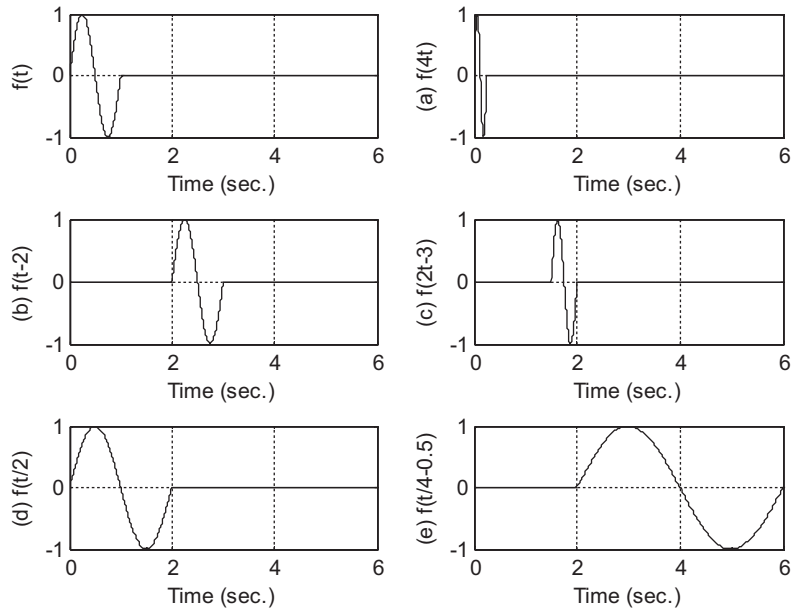 1
0
-1
f(t)
0 2 4 6
Time (sec.)
1
0
-1
(a) f(4t)
0 2 4 6
Time (sec.)
1
0
-1
(b) f(t-2)
0 2 4 6
Time (sec.)
1
0
-1
(c) f(2t-3)
0 2 4 6
Time (sec.)
1
0
-1
(d) f(t/2)
0 2 4 6
Time (sec.)
1
0
-1
(e) f(t/4-0.5)
0 2 4 6
Time (sec.)